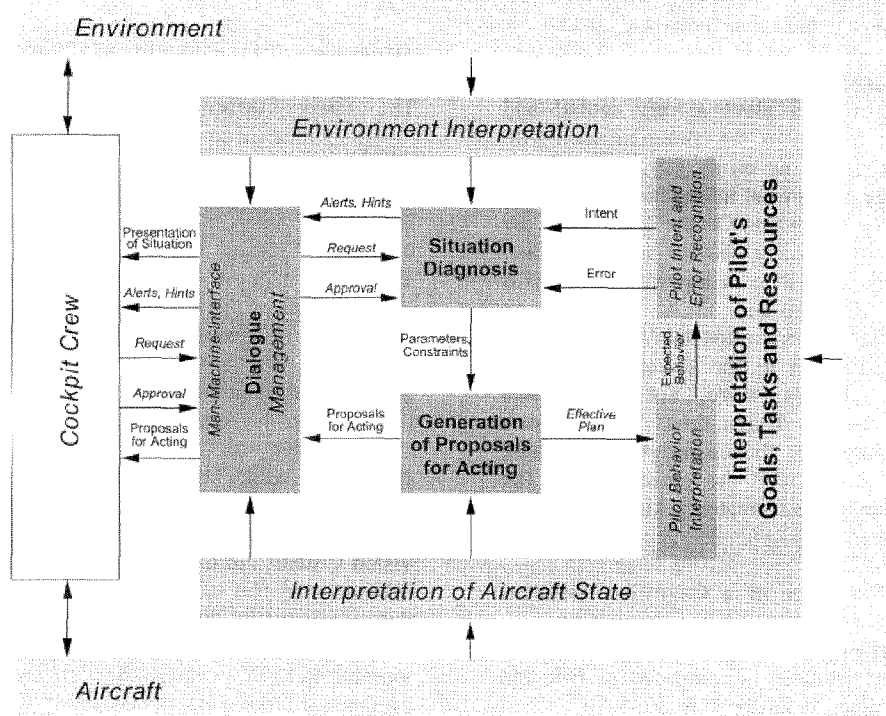 Environment
Environment Interpretation
Cockpit Crew
Presentation
of Situation
Alerts, Hints
Request
Approval
Proposals
for Acting
Man-Machine-Interface
Dialogue
Management
Alerts, Hints
Request
Approval
Proposals
for Acting
Situation
Diagnosis
Parameters,
Constraints
Generation
of Proposals
for Acting
Intent
Error
Effective
Plan
Pilot Intent and
Error Recognition
Expected
Behavior
Pilot Behavior
Interpretation
Interpretation of Pilot's
Goals, Tasks and Rescources
Interpretation of Aircraft State
Aircraft